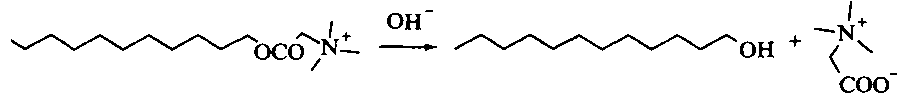 OCO N⁺ OH⁻ OH + N⁺
COO⁻